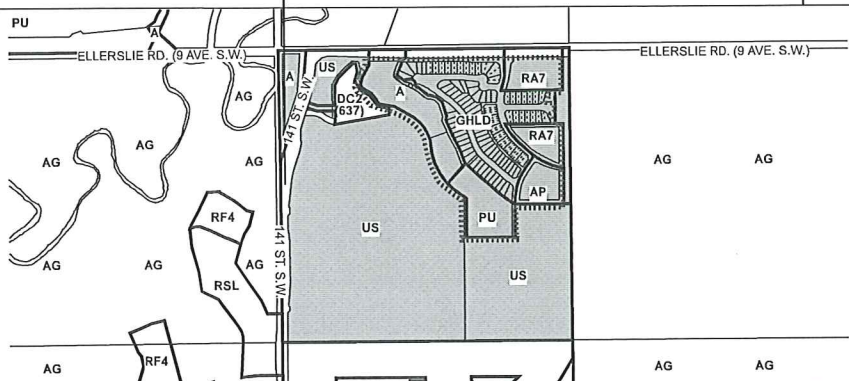 PU
A
ELLERSLIE RD. (9 AVE. S.W.)
ELLERSLIE RD. (9 AVE. S.W.)
A
US
DC2
637)
A
RA7
AG
141 ST. S.W.
GHLD
RA7
AG
AG
AG
AG
AG
AP
RF4
PU
141 ST. S.W.
US
AG
AG
AG
RSL
US
AG
RF4
AG
AG